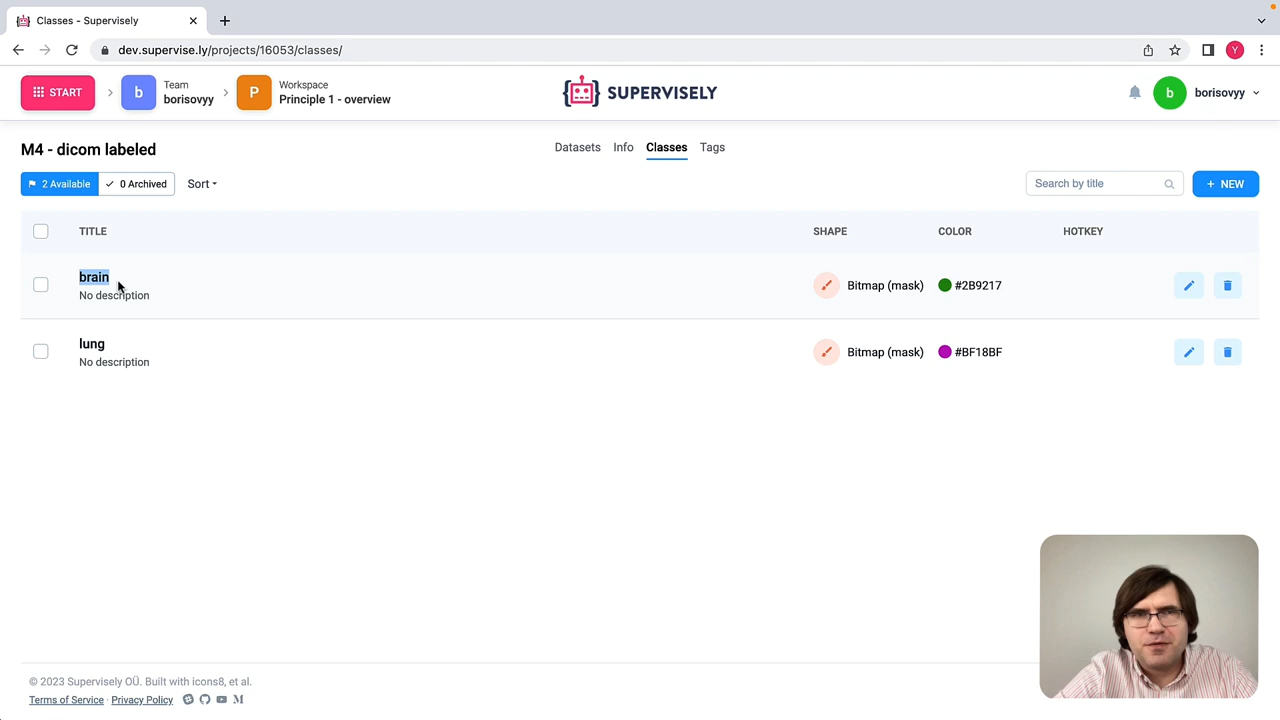 Classes - Supervisely
dev.supervise.ly/projects/16053/classes/
Y
START
b
Team
borisovyy
P
Workspace
Principle 1 - overview
SUPERVISELY
b
borisovyy
M4 - dicom labeled
Datasets
Info
Classes
Tags
2 Available
0 Archived
Sort
Search by title
+ NEW
TITLE
SHAPE
COLOR
HOTKEY
brain
No description
Bitmap (mask)
#2B9217
lung
No description
Bitmap (mask)
#BF18BF
© 2023 Supervisely OÜ. Built with icons8, et al.
Terms of Service · Privacy Policy